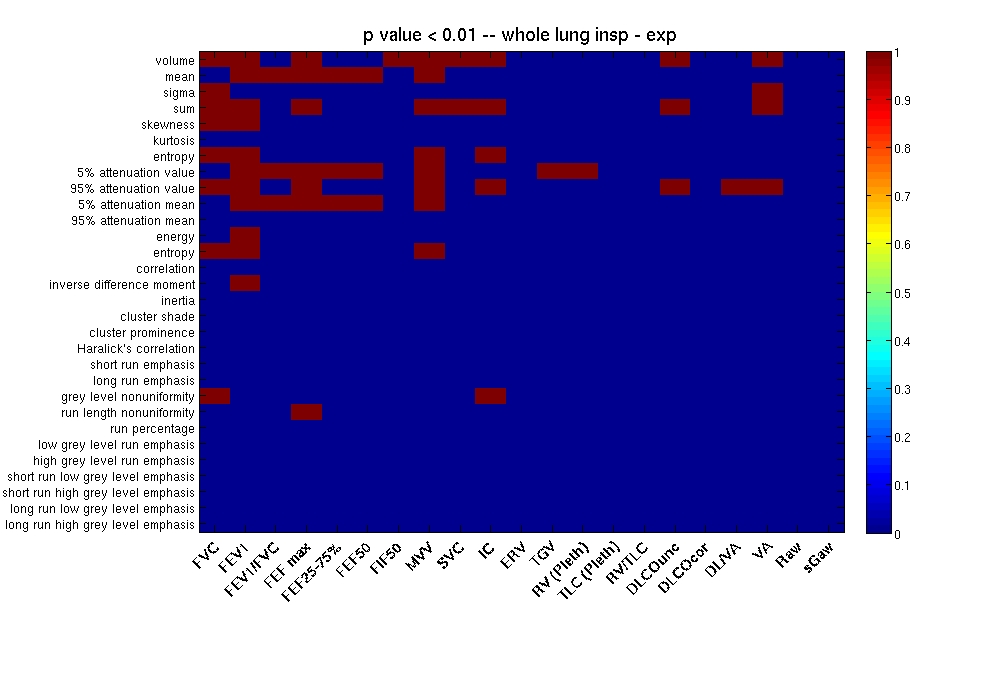 p value < 0.01 -- whole lung insp - exp
volume
mean
sigma
sum
skewness
kurtosis
entropy
5% attenuation value
95% attenuation value
5% attenuation mean
95% attenuation mean
energy
entropy
correlation
inverse difference moment
inertia
cluster shade
cluster prominence
Haralick's correlation
short run emphasis
long run emphasis
grey level nonuniformity
run length nonuniformity
run percentage
low grey level run emphasis
high grey level run emphasis
short run low grey level emphasis
short run high grey level emphasis
long run low grey level emphasis
long run high grey level emphasis
FVC
FEV1
FEV1/FVC
FEF max
FEF25-75%
FEF50
FIF50
MVV
SVC
IC
ERV
TGV
RV (Pleth)
TLC (Pleth)
RV/TLC
DLCOunc
DLCOcor
DL/VA
VA
Raw
sGaw
1
0.9
0.8
0.7
0.6
0.5
0.4
0.3
0.2
0.1
0